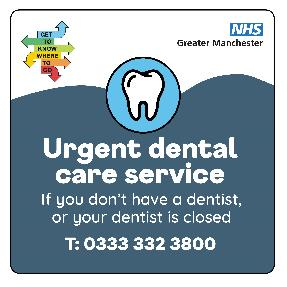 GET
TO
KNOW
WHERE
TO
GO
NHS
Greater Manchester
Urgent dental
care service
If you don't have a dentist,
or your dentist is closed
T: 0333 332 3800